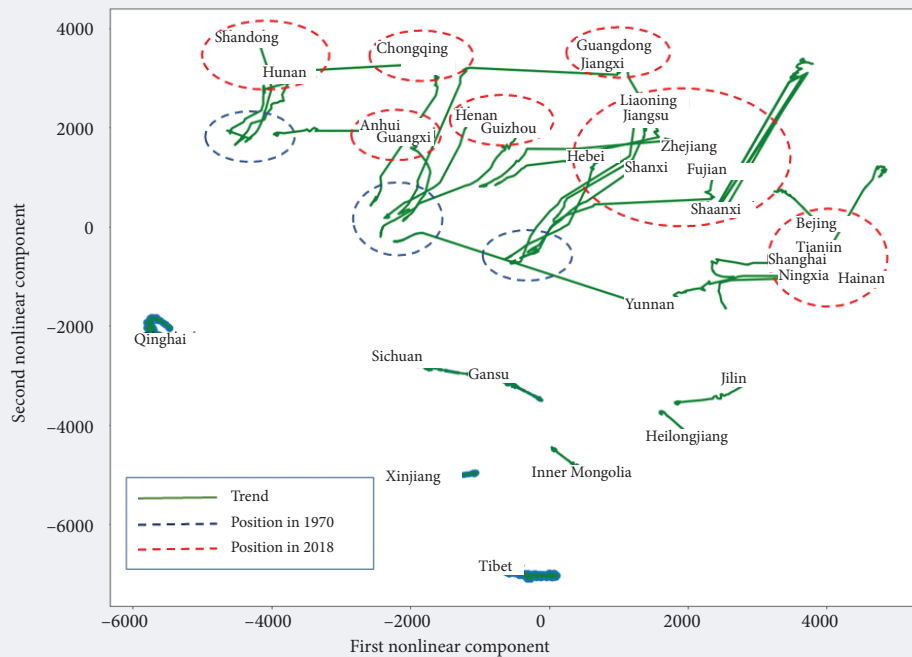 4000
2000
0
−2000
−4000
−6000
Second nonlinear component
Shandong
Hunan
Chongqing
Guangdong
Jiangxi
Anhui
Guangxi
Henan
Guizhou
Liaoning
Jiangsu
Zhejiang
Hebei
Shanxi
Fujian
Shaanxi
Bejing
Tianiin
Shanghai
Ningxia
Hainan
Yunnan
Qinghai
Sichuan
Gansu
Jilin
Heilongjiang
Xinjiang
Inner Mongolia
Tibet
Trend
Position in 1970
Position in 2018
−6000 −4000 −2000 0 2000 4000
First nonlinear component